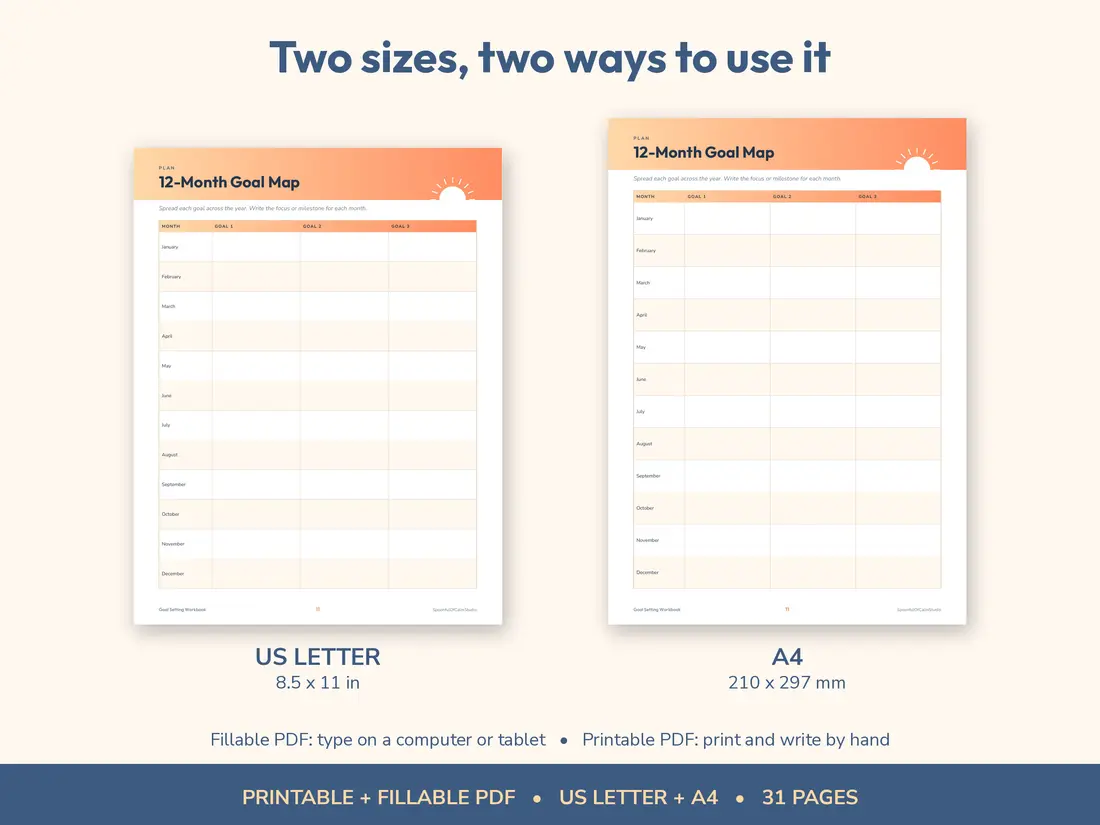 Two sizes, two ways to use it
PLAN
12-Month Goal Map
Spread each goal across the year. Write the focus or milestone for each month.
MONTH GOAL 1 GOAL 2 GOAL 3
January
February
March
April
May
June
July
August
September
October
November
December
Goal Setting Workbook 11 SpoonfulOfCalmStudio
US LETTER
8.5 x 11 in
PLAN
12-Month Goal Map
Spread each goal across the year. Write the focus or milestone for each month.
MONTH GOAL 1 GOAL 2 GOAL 3
January
February
March
April
May
June
July
August
September
October
November
December
Goal Setting Workbook 11 SpoonfulOfCalmStudio
A4
210 x 297 mm
Fillable PDF: type on a computer or tablet • Printable PDF: print and write by hand
PRINTABLE + FILLABLE PDF • US LETTER + A4 • 31 PAGES